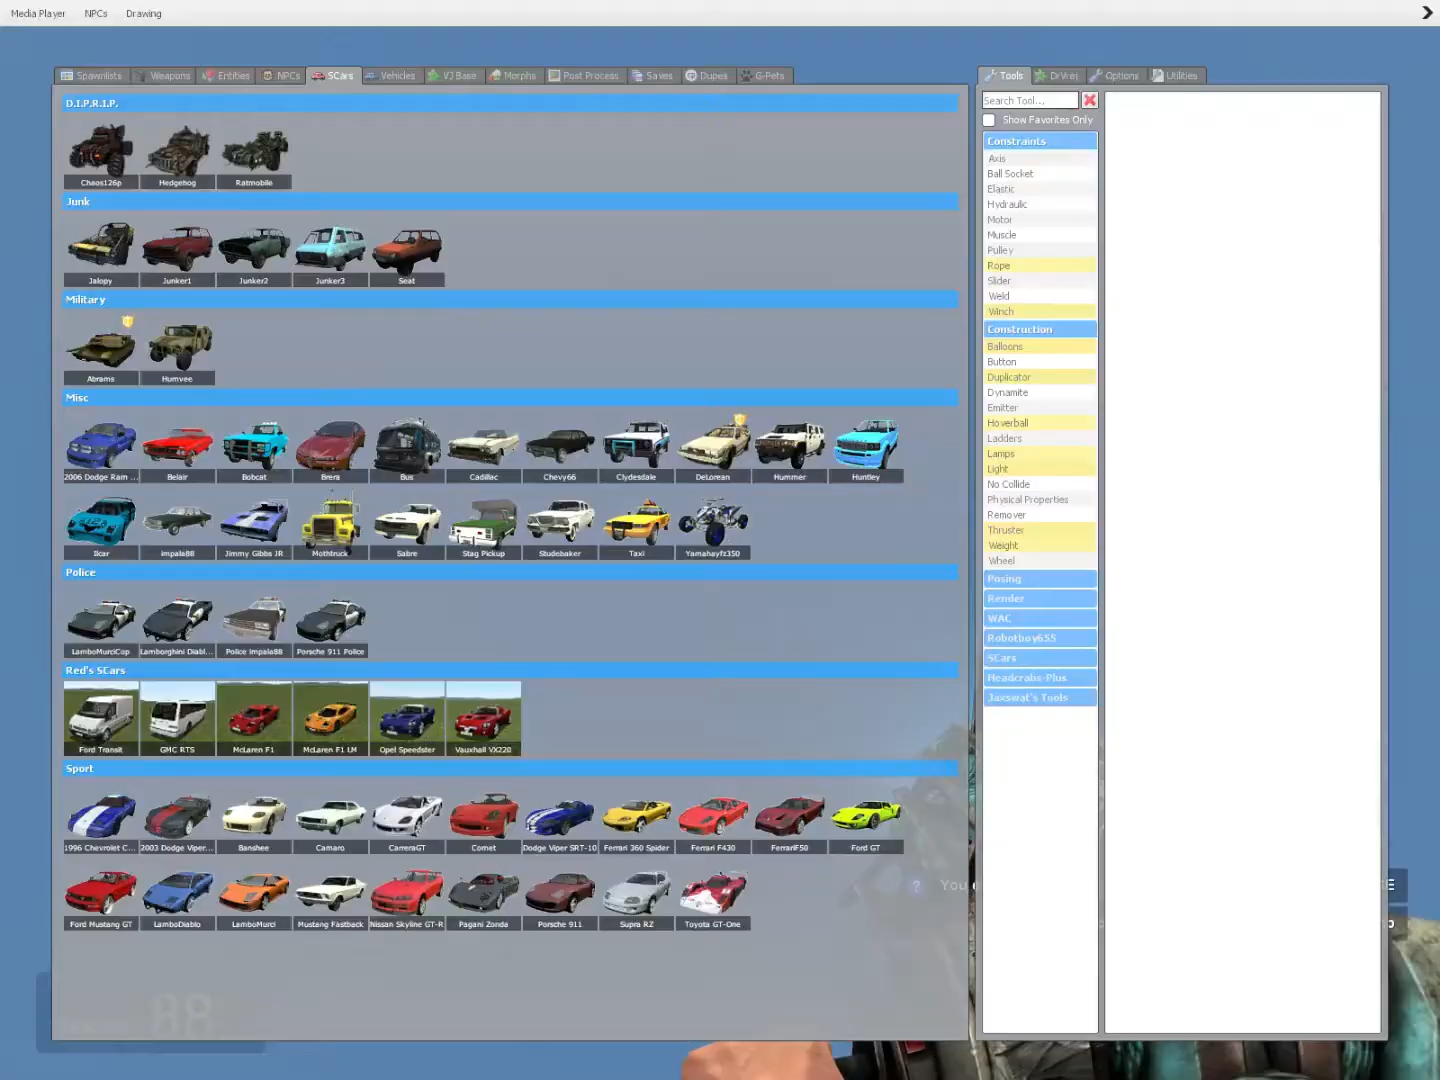 Media Player NPCs Drawing
Spawnlists Weapons Entities NPCs SCars Vehicles VJ Base Morphs Post Process Saves Dupes G-Pets
D.I.P.R.I.P.
Chaos126p Hedgehog Ratmobile
Junk
Jalopy Junker1 Junker2 Junker3 Seat
Military
Abrams Humvee
Misc
2006 Dodge Ram ... Belair Bobcat Brera Bus Cadillac Chevy66 Clydesdale DeLorean Hummer Huntley
Ilcar impala88 Jimmy Gibbs JR Mothtruck Sabre Stag Pickup Studebaker Taxi Yamahayfz350
Police
LamboMurciCop Lamborghini Diabl... Police Impala88 Porsche 911 Police
Red's SCars
Ford Transit GMC RTS McLaren F1 McLaren F1 LM Opel Speedster Vauxhall VX220
Sport
1996 Chevrolet C... 2003 Dodge Viper... Banshee Camaro CarreraGT Comet Dodge Viper SRT-10 Ferrari 360 Spider Ferrari F430 FerrariF50 Ford GT
Ford Mustang GT LamboDiablo LamboMurci Mustang Fastback Nissan Skyline GT-R Pagani Zonda Porsche 911 Supra RZ Toyota GT-One
Tools DrVrej Options Utilities
Search Tool...
Show Favorites Only
Constraints
Axis
Ball Socket
Elastic
Hydraulic
Motor
Muscle
Pulley
Rope
Slider
Weld
Winch
Construction
Balloons
Button
Duplicator
Dynamite
Emitter
Hoverball
Ladders
Lamps
Light
No Collide
Physical Properties
Remover
Thruster
Weight
Wheel
Posing
Render
WAC
Robotboy655
SCars
Headcrabs-Plus
Jaxswat's Tools
You
88